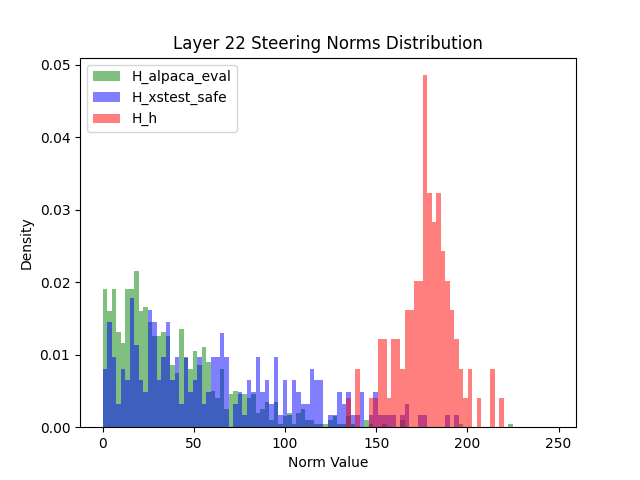 Layer 22 Steering Norms Distribution
H_alpaca_eval
H_xstest_safe
H_h
0.05
0.04
0.03
0.02
0.01
0.00
Density
0 50 100 150 200 250
Norm Value